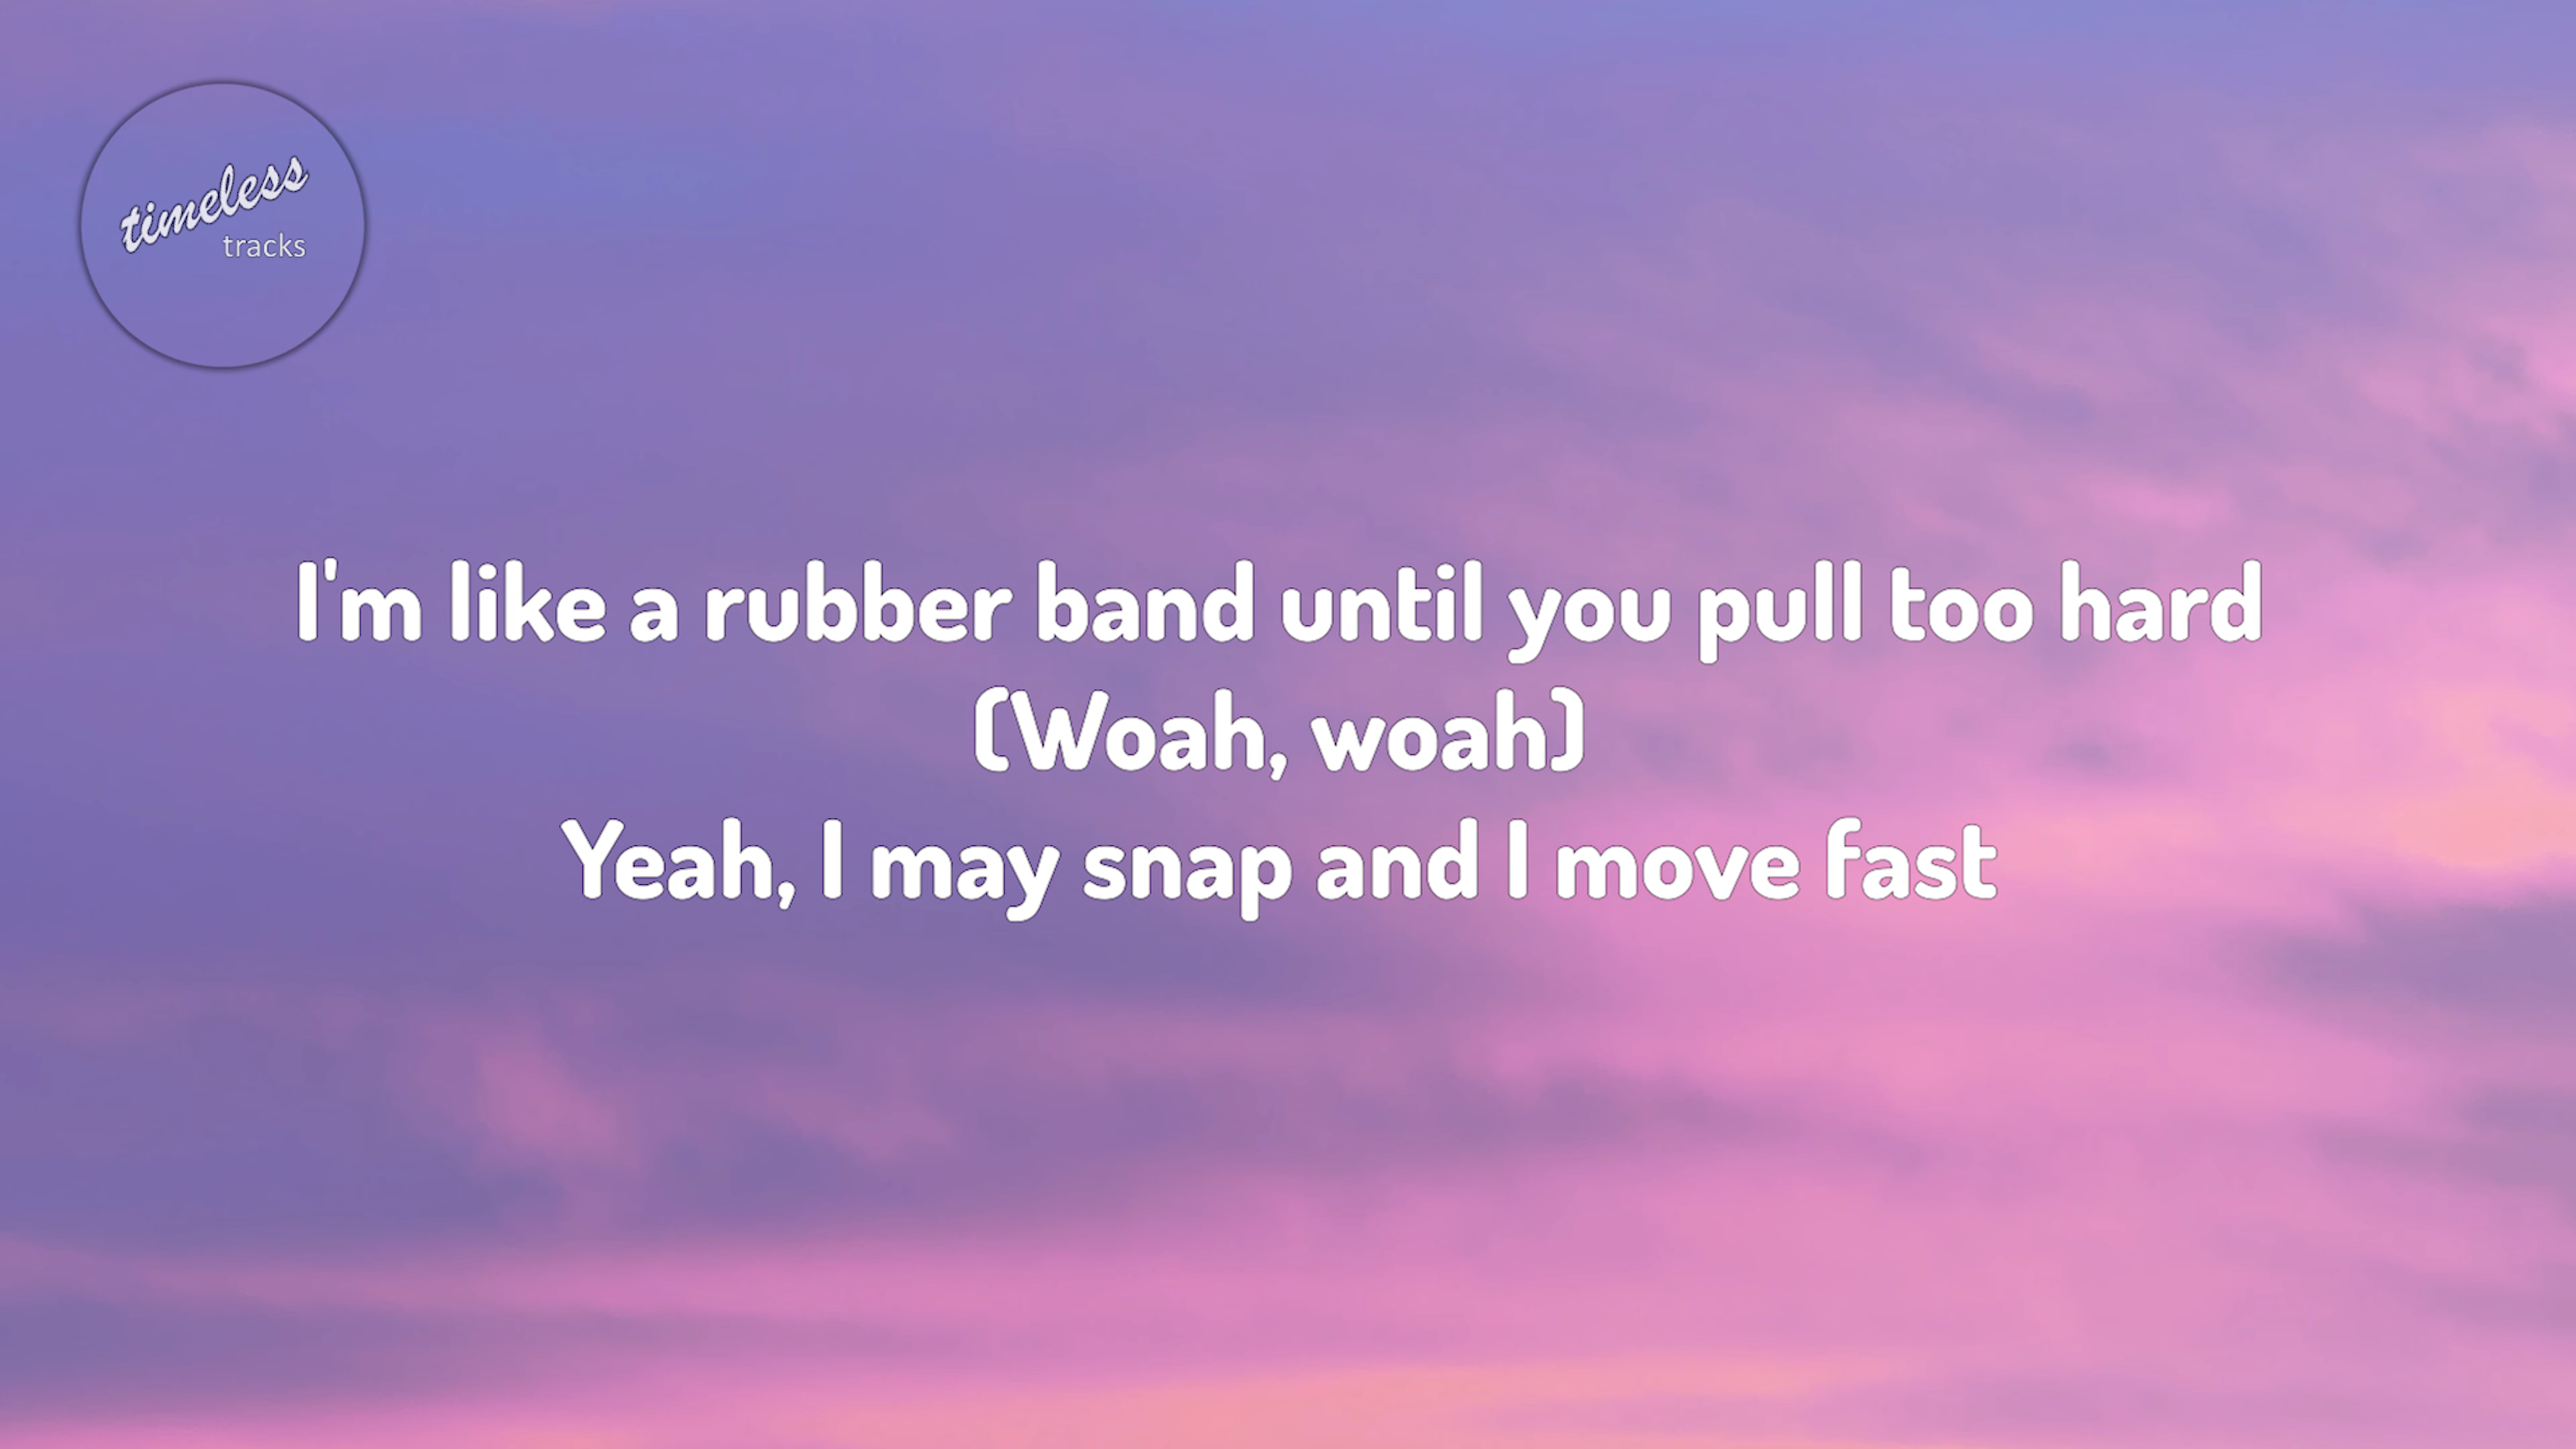 timeless
tracks
I'm like a rubber band until you pull too hard
(Woah, woah)
Yeah, I may snap and I move fast